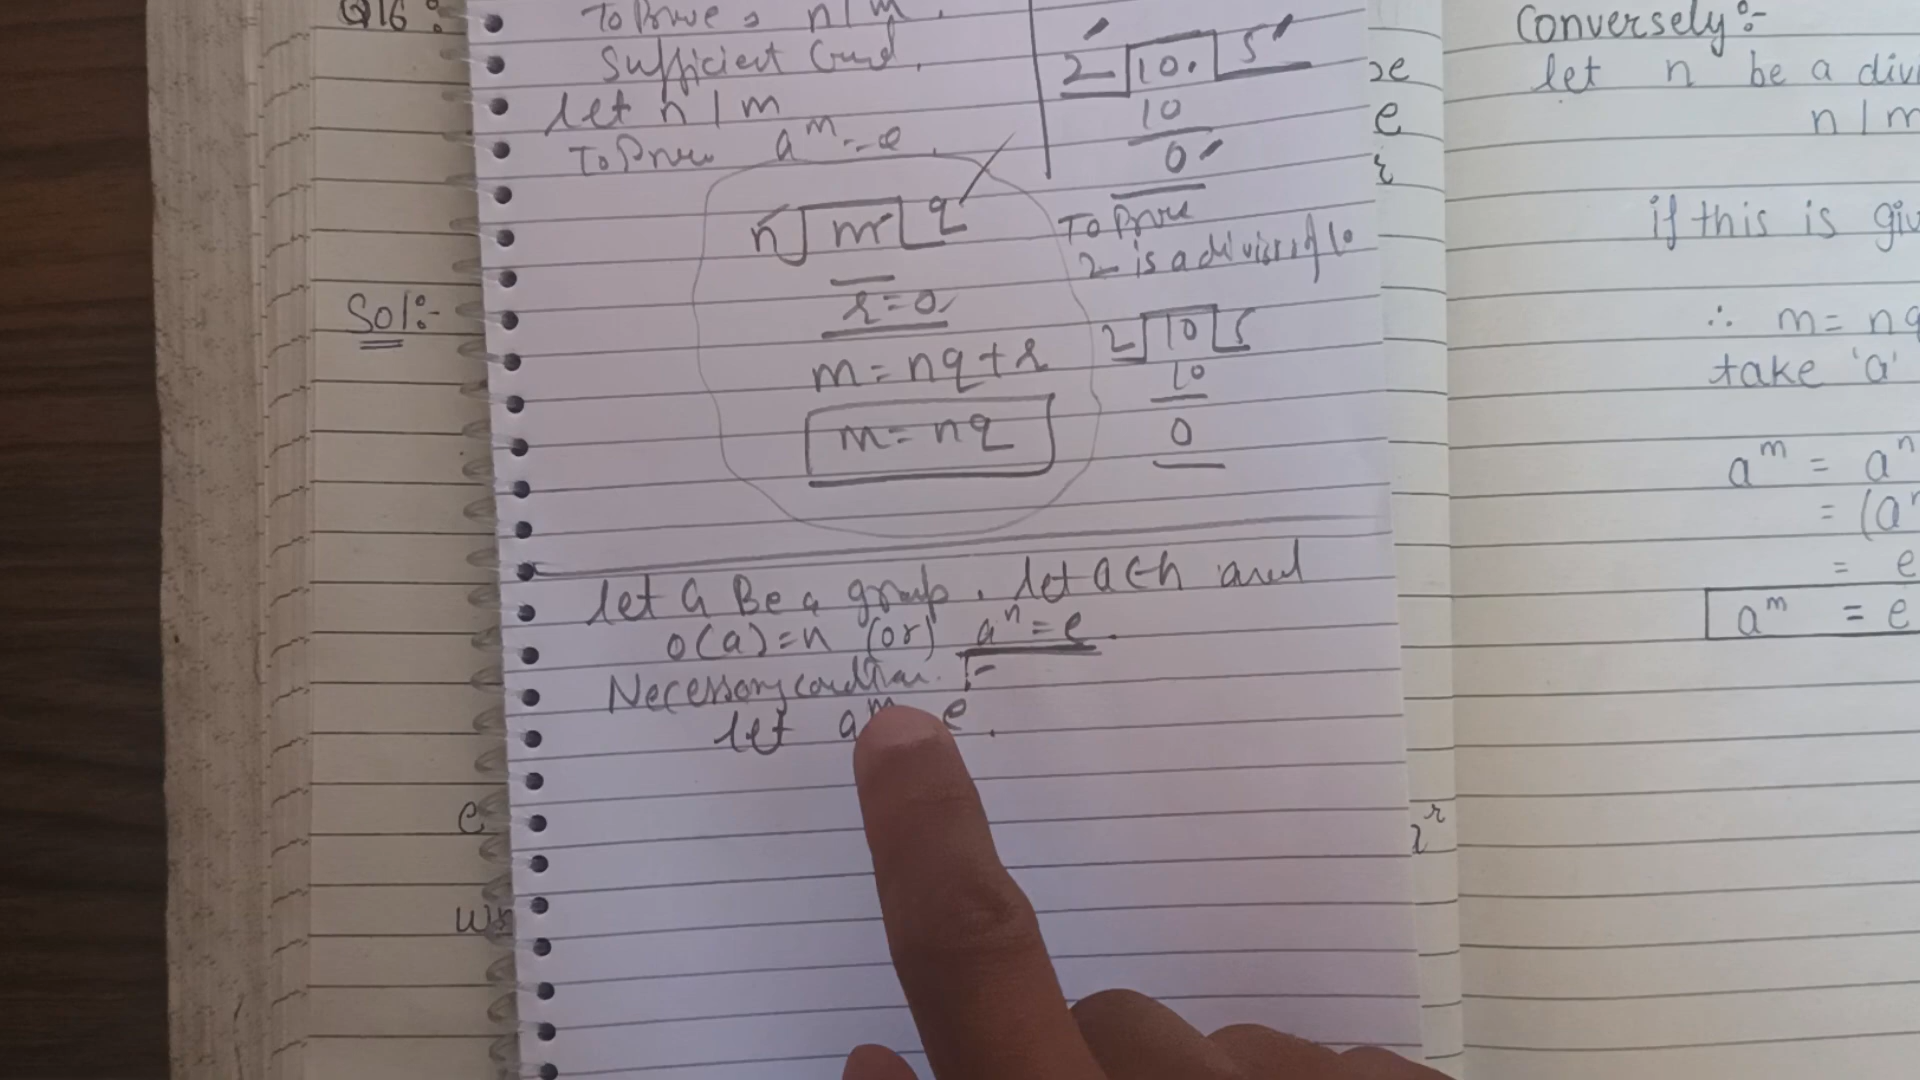 Q16:
To Prove n/m.
Sufficient Cond.
let n/m
To Prove a^m = e.
n m q
r=0
m=nq+r
m=nq
2 10. 5
10
0
To Prove
2 is a divisor of 10
2 10 5
10
0
let G Be a group. let a ∈ h and
o(a)=n (or) a^n=e.
Necessary condition :-
let a^m e.
Sol:-
e
e
Conversely:-
let n be a div
n/m
if this is giv
∴ m= nq
take 'a'
a^m = a^n
= (a^n
= e
a^m = e